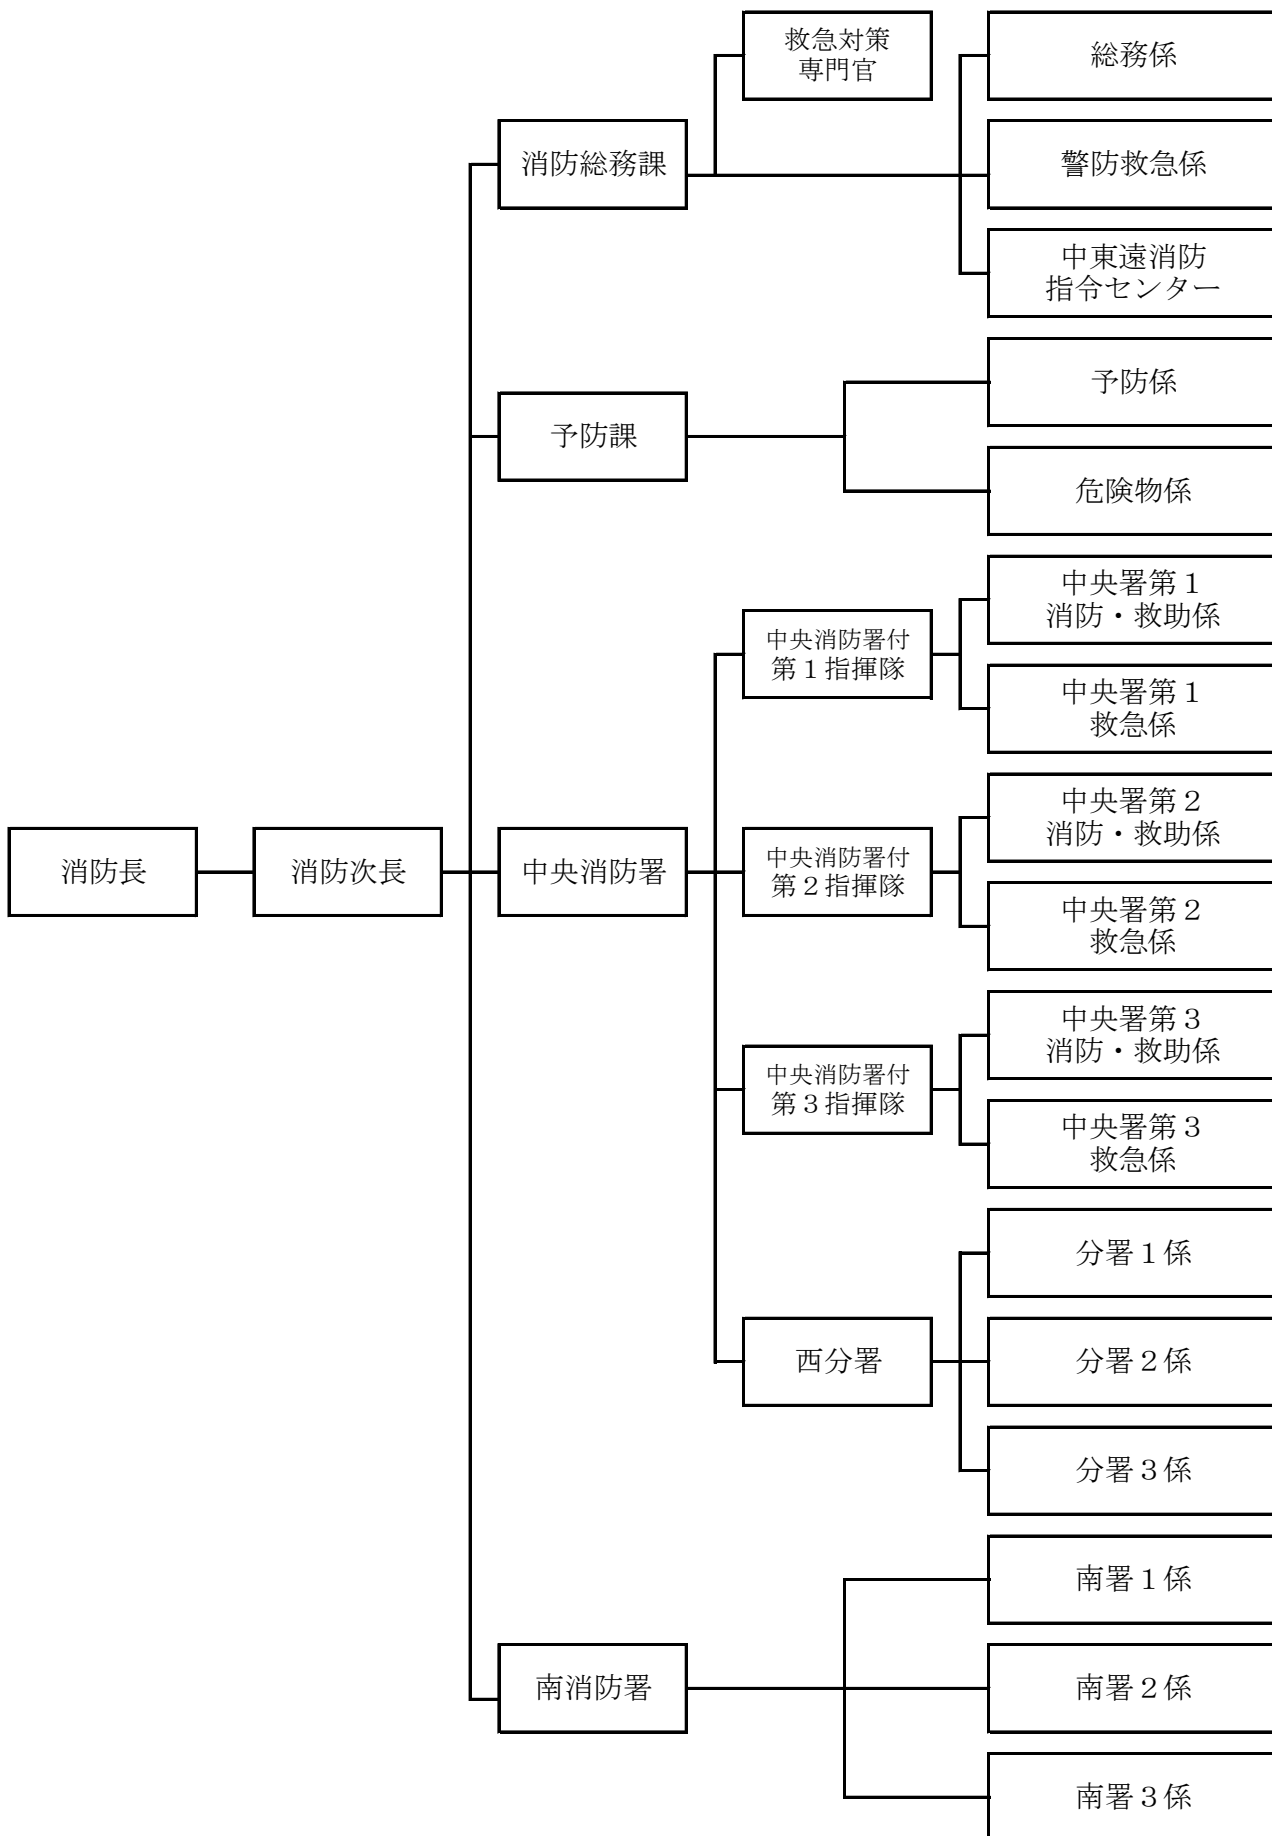 消防長
消防次長
消防総務課
救急対策
専門官
総務係
警防救急係
中東遠消防
指令センター
予防課
予防係
危険物係
中央消防署
中央消防署付
第１指揮隊
中央署第１
消防・救助係
中央署第１
救急係
中央消防署付
第２指揮隊
中央署第２
消防・救助係
中央署第２
救急係
中央消防署付
第３指揮隊
中央署第３
消防・救助係
中央署第３
救急係
西分署
分署１係
分署２係
分署３係
南消防署
南署１係
南署２係
南署３係